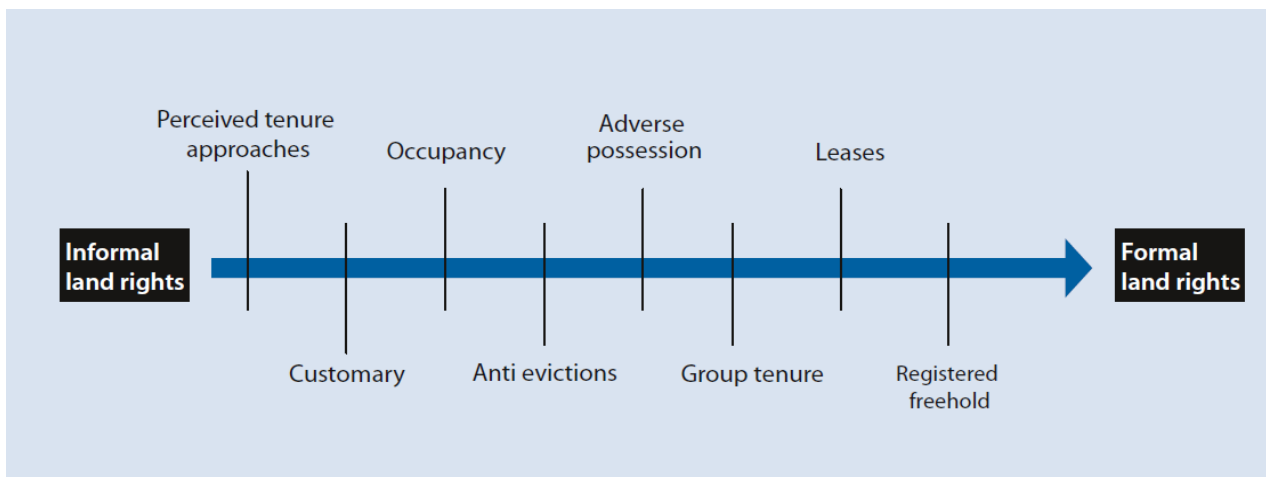 Perceived tenure
approaches
Occupancy
Adverse
possession
Leases
Informal
land rights
Formal
land rights
Customary
Anti evictions
Group tenure
Registered
freehold